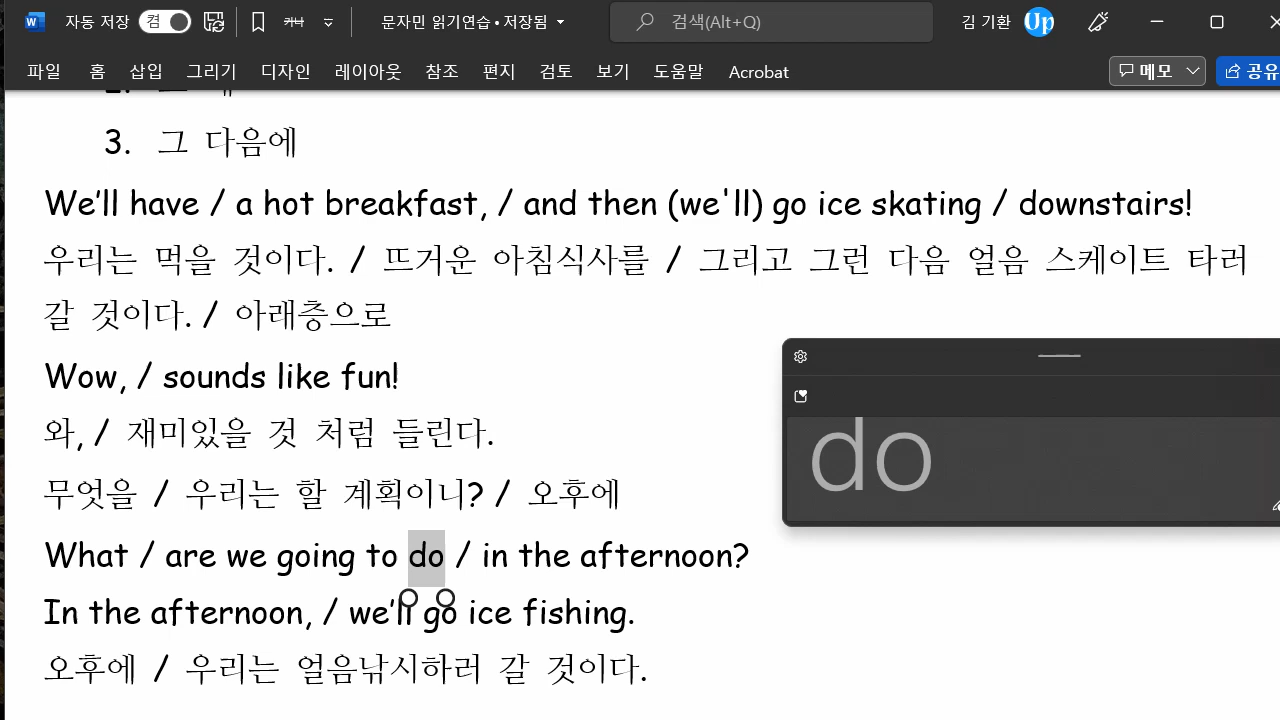 자동 저장 켬 문자민 읽기연습 • 저장됨 검색(Alt+Q) 김 기환 Up
파일 홈 삽입 그리기 디자인 레이아웃 참조 편지 검토 보기 도움말 Acrobat 메모 공유
3. 그 다음에
We'll have / a hot breakfast, / and then (we'll) go ice skating / downstairs!
우리는 먹을 것이다. / 뜨거운 아침식사를 / 그리고 그런 다음 얼음 스케이트 타러
갈 것이다. / 아래층으로
Wow, / sounds like fun!
와, / 재미있을 것 처럼 들린다.
do
무엇을 / 우리는 할 계획이니? / 오후에
What / are we going to do / in the afternoon?
In the afternoon, / we'll go ice fishing.
오후에 / 우리는 얼음낚시하러 갈 것이다.